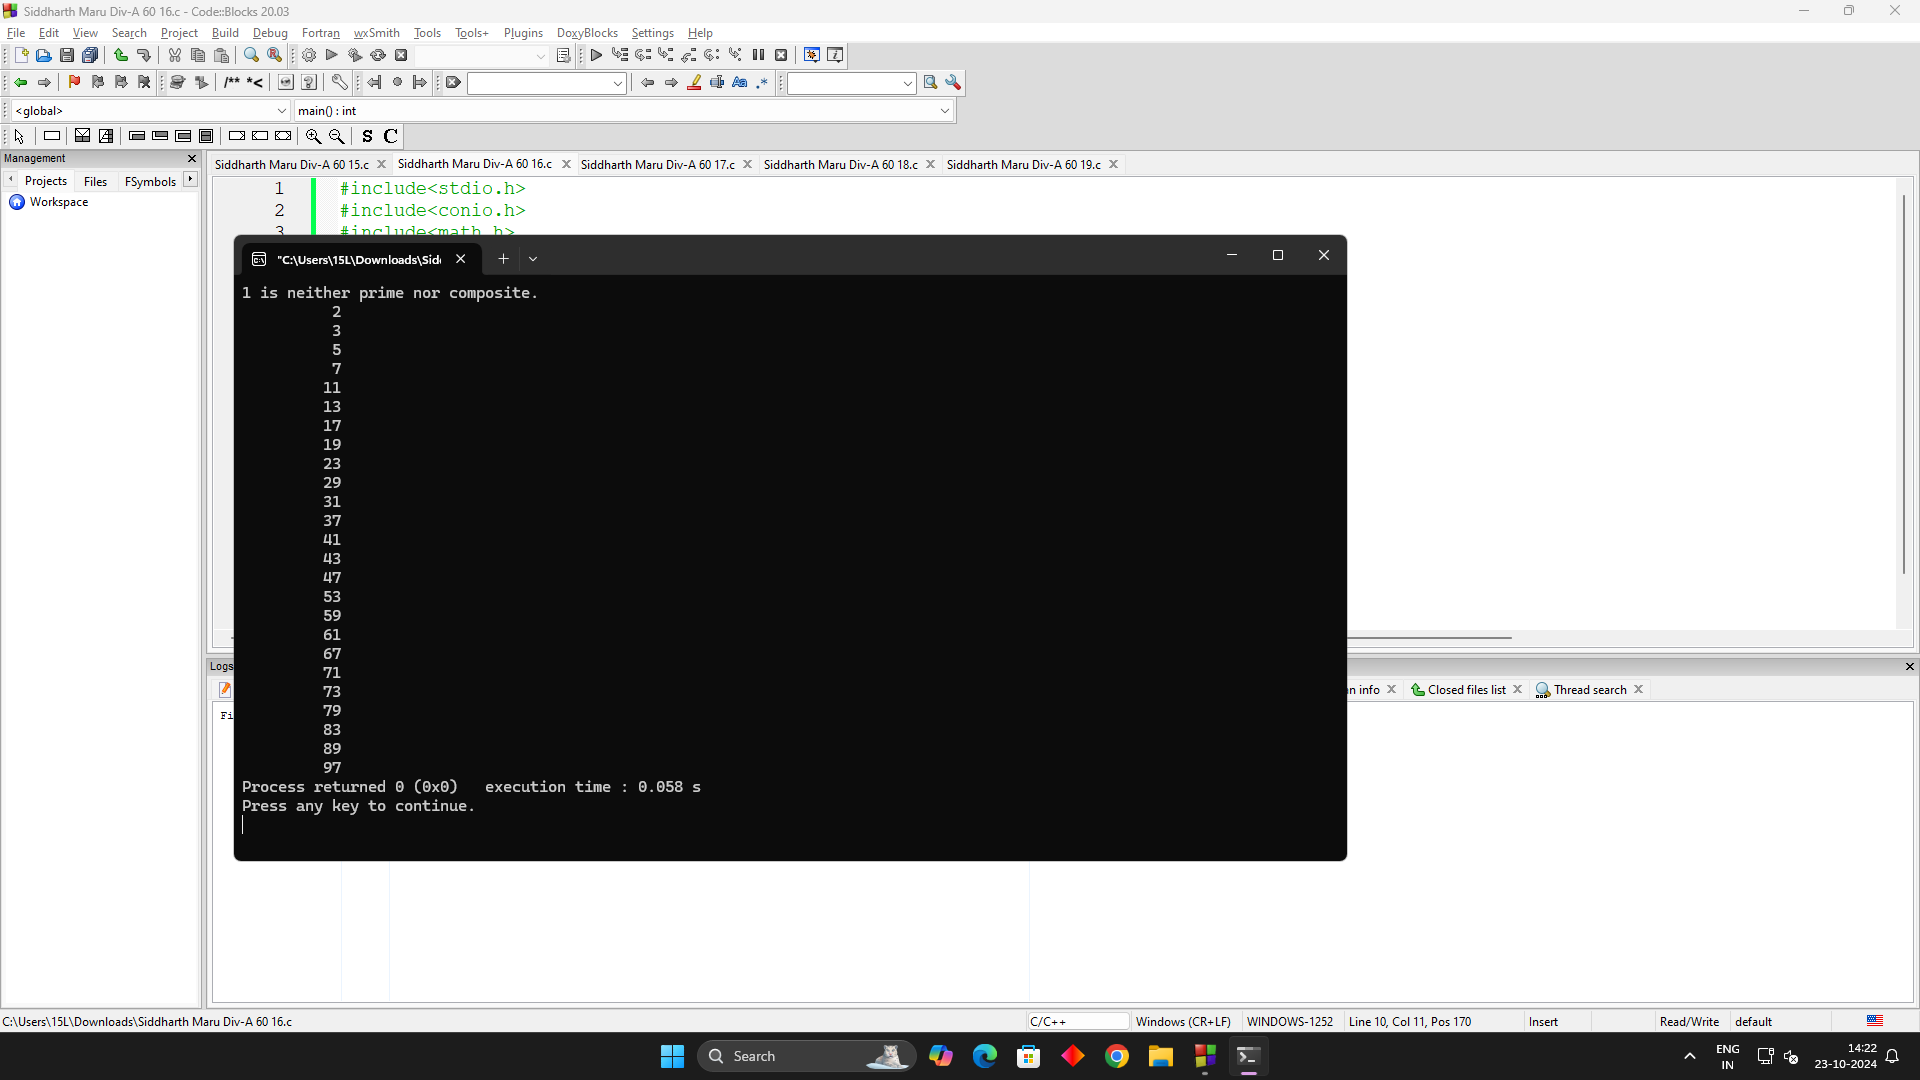 Siddharth Maru Div-A 60 16.c - Code::Blocks 20.03
File Edit View Search Project Build Debug Fortran wxSmith Tools Tools+ Plugins DoxyBlocks Settings Help
/** *<
<global> main() : int
S C
Management
Siddharth Maru Div-A 60 15.c Siddharth Maru Div-A 60 16.c Siddharth Maru Div-A 60 17.c Siddharth Maru Div-A 60 18.c Siddharth Maru Div-A 60 19.c
Projects Files FSymbols
Workspace
1 #include<stdio.h>
2 #include<conio.h>
3 #include<math.h>
"C:\Users\15L\Downloads\Sid
1 is neither prime nor composite.
2
3
5
7
11
13
17
19
23
29
31
37
41
43
47
53
59
61
67
71
73
79
83
89
97
Process returned 0 (0x0)   execution time : 0.058 s
Press any key to continue.
Logs
n info Closed files list Thread search
Fi
C:\Users\15L\Downloads\Siddharth Maru Div-A 60 16.c C/C++ Windows (CR+LF) WINDOWS-1252 Line 10, Col 11, Pos 170 Insert Read/Write default
Search
ENG
IN
14:22
23-10-2024